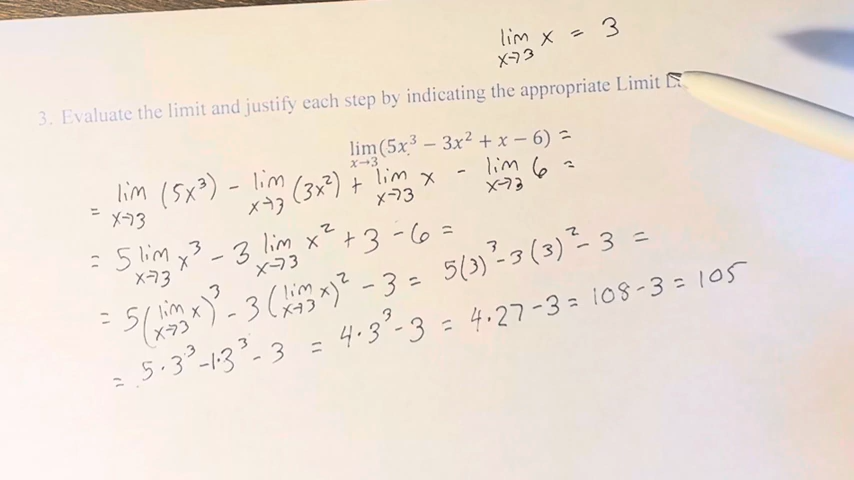 lim x = 3
x→3
3. Evaluate the limit and justify each step by indicating the appropriate Limit
lim(5x³ − 3x² + x − 6) =
x→3
= lim (5x³) − lim (3x²) + lim x − lim 6 =
x→3 x→3 x→3 x→3
= 5 lim x³ − 3 lim x² + 3 − 6 =
x→3 x→3
= 5(lim x)³ − 3(lim x)² − 3 = 5(3)³ − 3(3)² − 3 =
x→3 x→3
= 5·3³ − 1·3³ − 3 = 4·3³ − 3 = 4·27 − 3 = 108 − 3 = 105